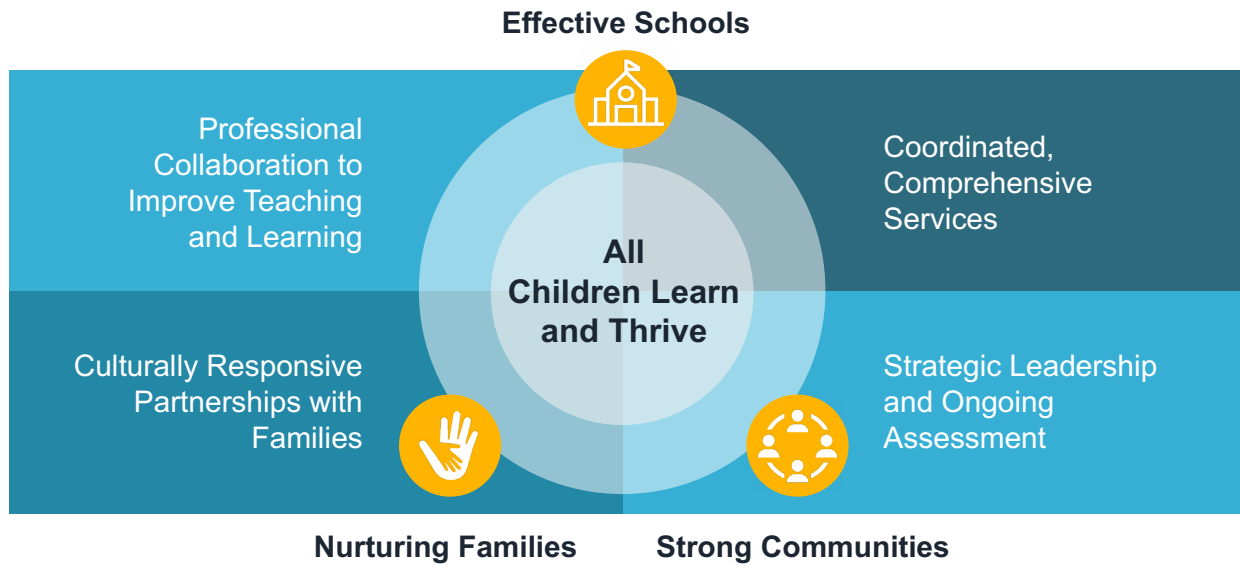 Effective Schools
Professional
Collaboration to
Improve Teaching
and Learning
Coordinated,
Comprehensive
Services
All
Children Learn
and Thrive
Culturally Responsive
Partnerships with
Families
Strategic Leadership
and Ongoing
Assessment
Nurturing Families
Strong Communities